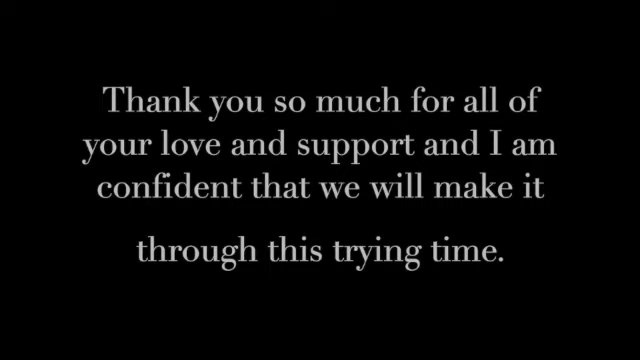 Thank you so much for all of
your love and support and I am
confident that we will make it
through this trying time.